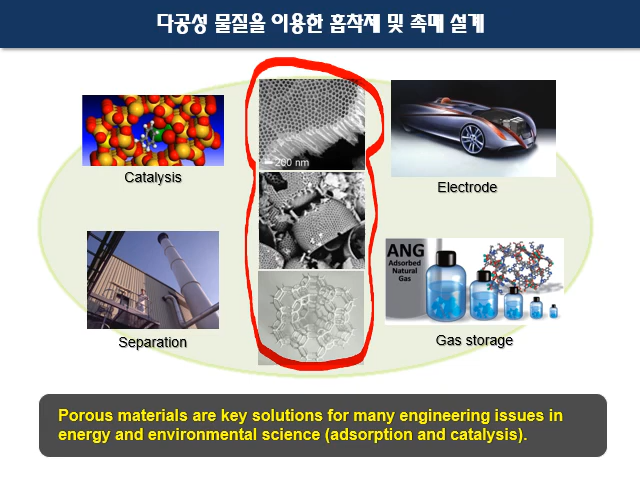 다공성 물질을 이용한 흡착제 및 촉매 설계
200 nm
Catalysis
Electrode
ANG
Adsorbed
Natural
Gas
Separation
Gas storage
Porous materials are key solutions for many engineering issues in
energy and environmental science (adsorption and catalysis).